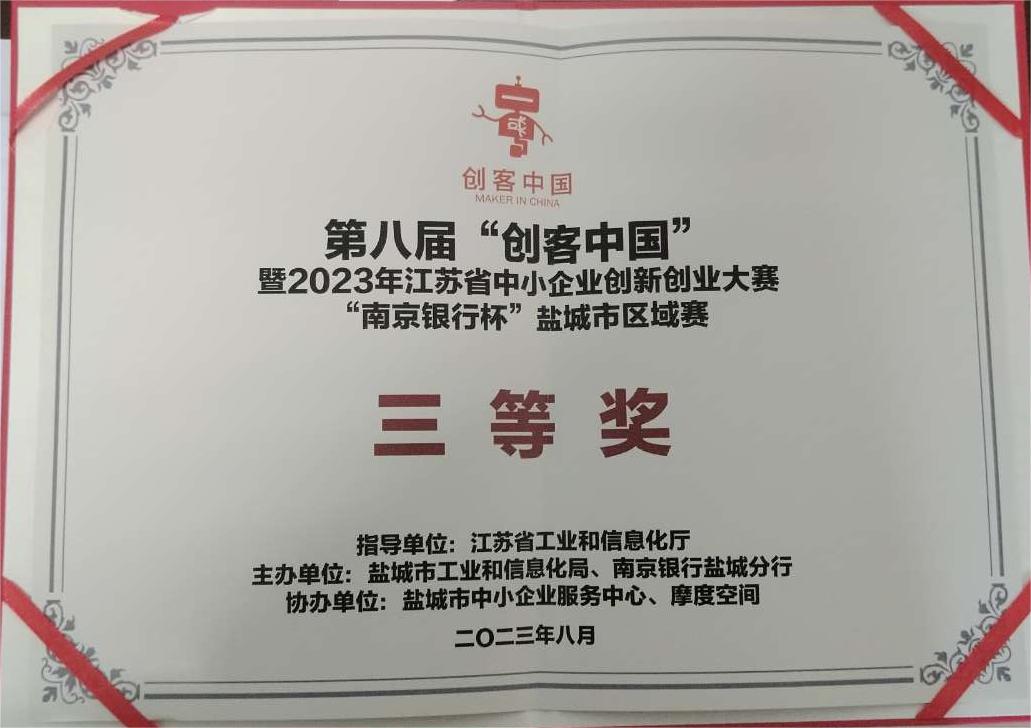 创客中国
MAKER IN CHINA
第八届“创客中国”
暨2023年江苏省中小企业创新创业大赛
“南京银行杯”盐城市区域赛
三等奖
指导单位：江苏省工业和信息化厅
主办单位：盐城市工业和信息化局、南京银行盐城分行
协办单位：盐城市中小企业服务中心、摩度空间
二〇二三年八月